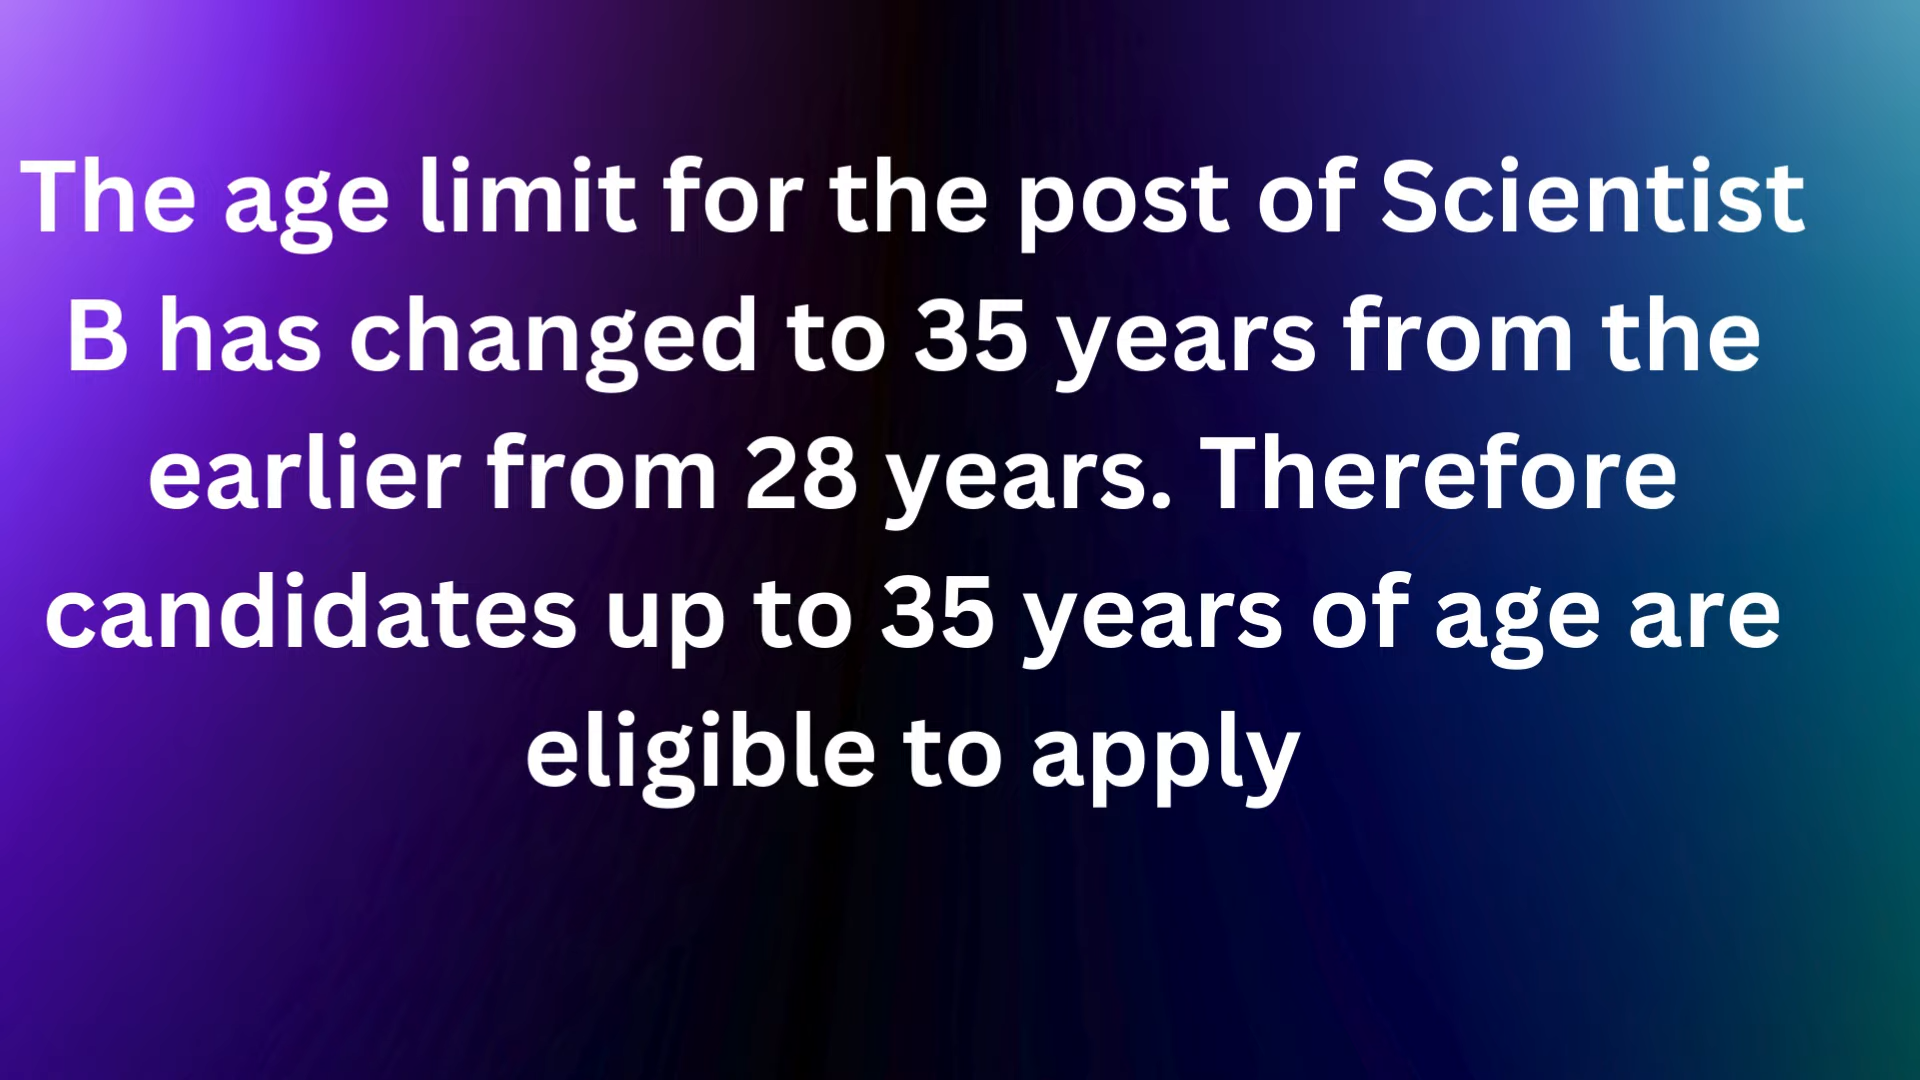 The age limit for the post of Scientist
B has changed to 35 years from the
earlier from 28 years. Therefore
candidates up to 35 years of age are
eligible to apply